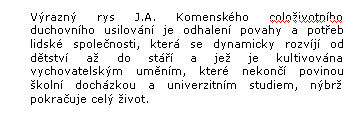 Výrazný rys J.A. Komenského coloživotního
duchovního usilování je odhalení povahy a potřeb
lidské společnosti, která se dynamicky rozvíjí od
dětství až do stáří a jež je kultivována
vychovatelským uměním, které nekončí povinou
školní docházkou a univerzitním studiem, nýbrž
pokračuje celý život.